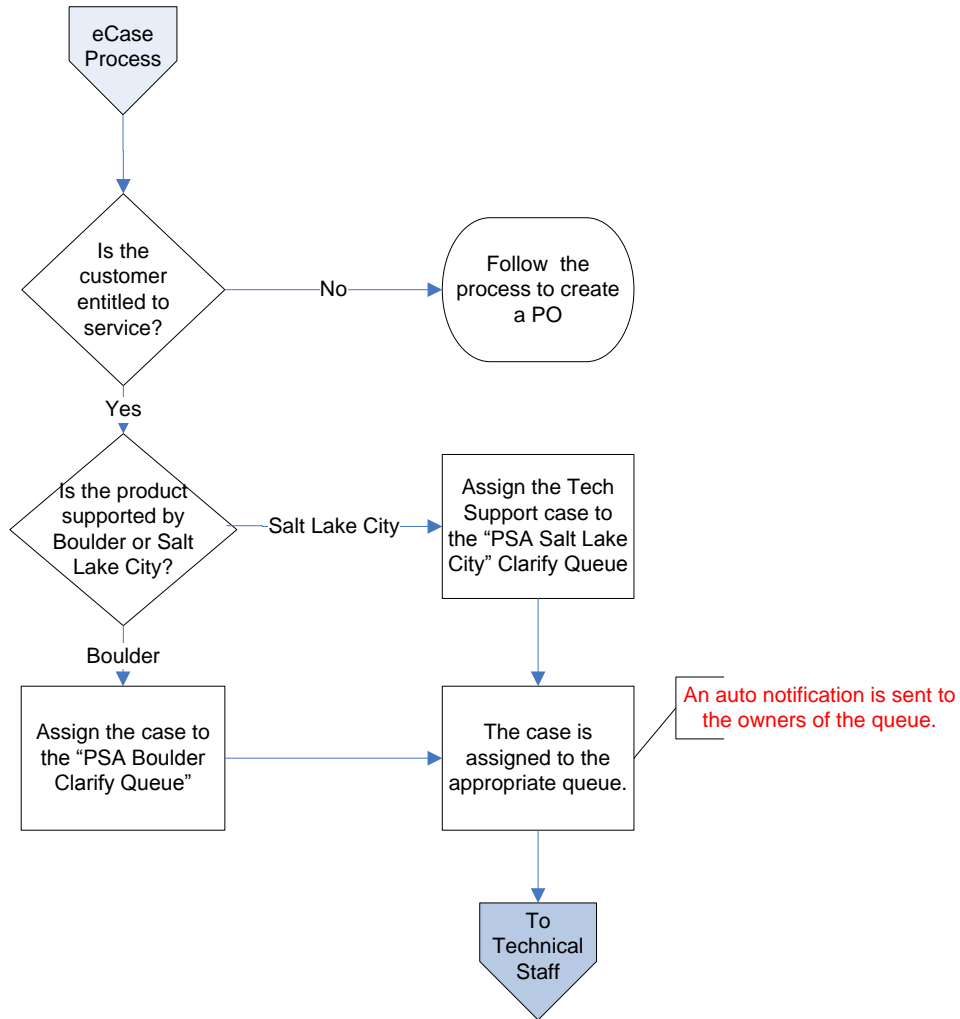 eCase
Process
Is the
customer
entitled to
service?
No
Follow the
process to create
a PO
Yes
Is the product
supported by
Boulder or Salt
Lake City?
Salt Lake City
Assign the Tech
Support case to
the “PSA Salt Lake
City” Clarify Queue
Boulder
Assign the case to
the “PSA Boulder
Clarify Queue”
The case is
assigned to the
appropriate queue.
An auto notification is sent to
the owners of the queue.
To
Technical
Staff